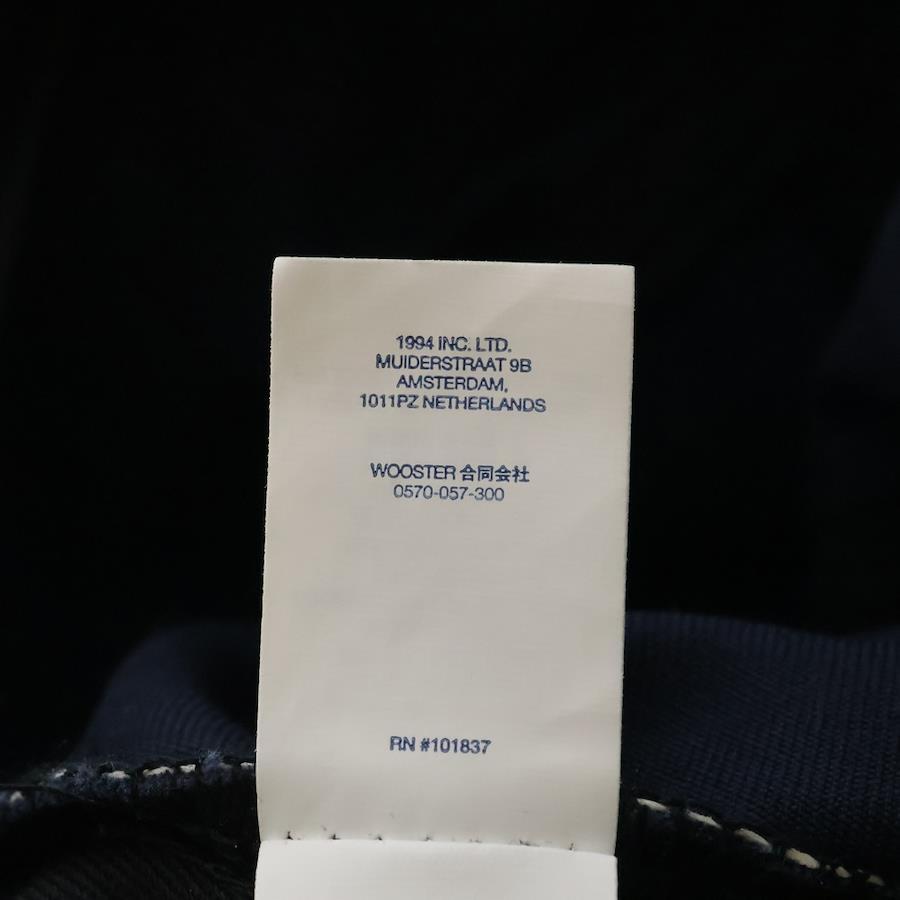 1994 INC. LTD.
MUIDERSTRAAT 9B
AMSTERDAM,
1011PZ NETHERLANDS
WOOSTER 合同会社
0570-057-300
RN #101837